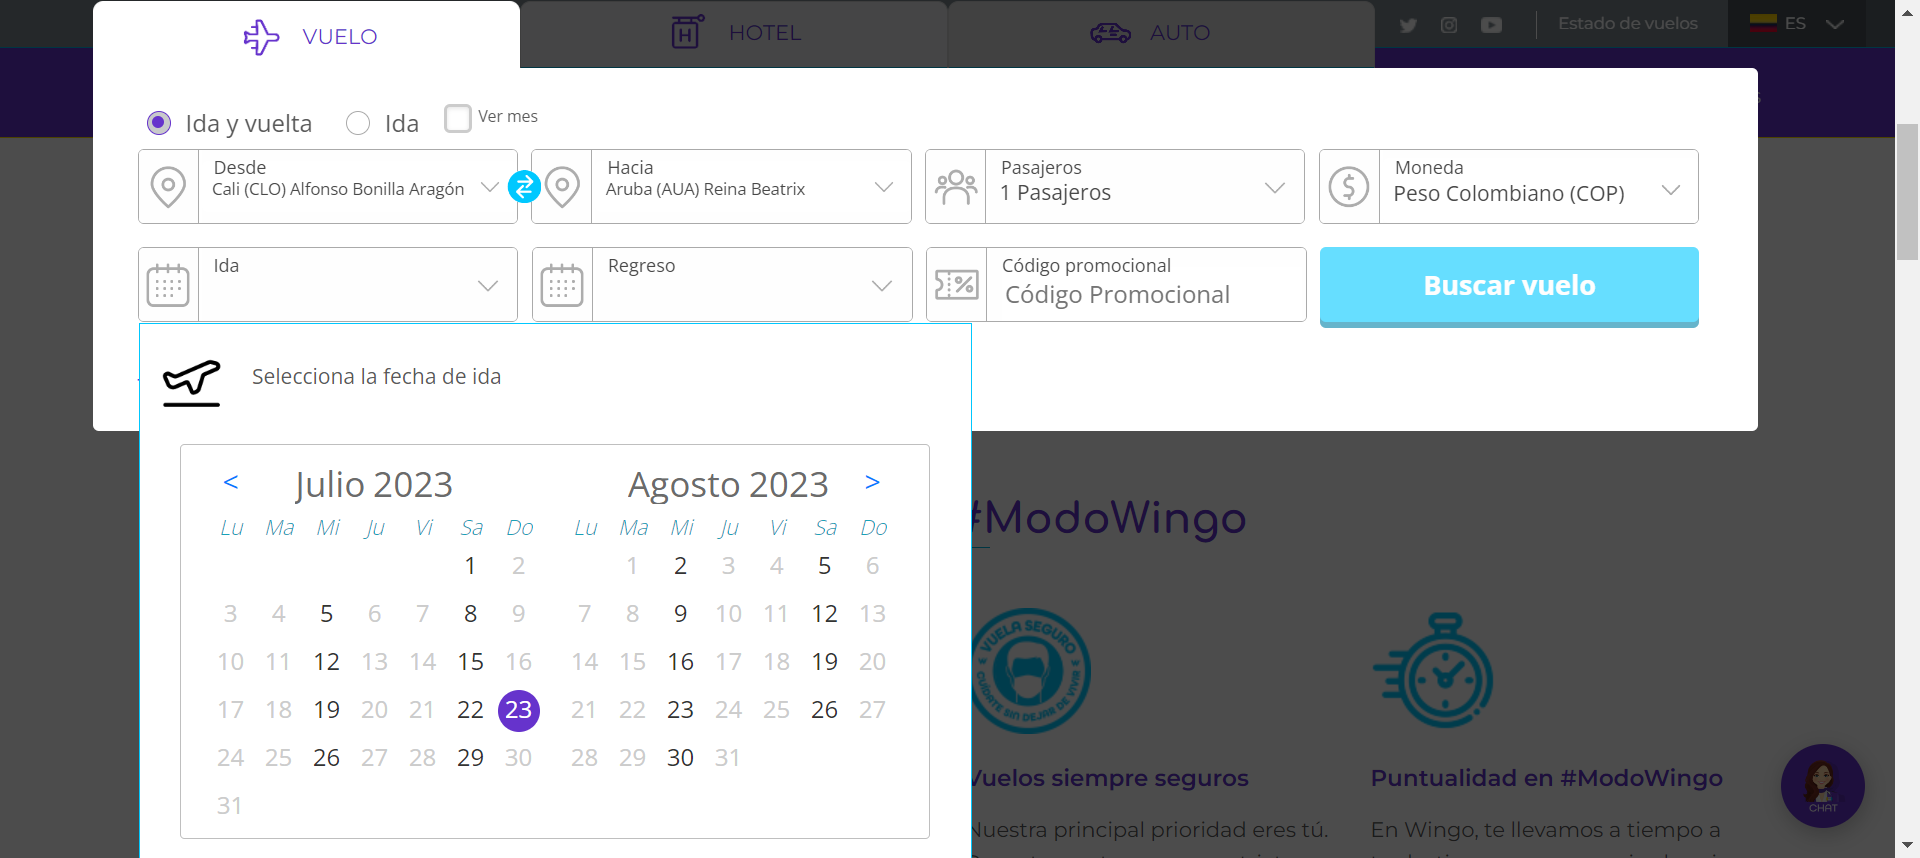 VUELO
HOTEL
AUTO
Estado de vuelos
ES
Ida y vuelta
Ida
Ver mes
Desde
Cali (CLO) Alfonso Bonilla Aragón
Hacia
Aruba (AUA) Reina Beatrix
Pasajeros
1 Pasajeros
Moneda
Peso Colombiano (COP)
Ida
Regreso
Código promocional
Código Promocional
Buscar vuelo
Selecciona la fecha de ida
< Julio 2023
Lu Ma Mi Ju Vi Sa Do
1 2
3 4 5 6 7 8 9
10 11 12 13 14 15 16
17 18 19 20 21 22 23
24 25 26 27 28 29 30
31
Agosto 2023 >
Lu Ma Mi Ju Vi Sa Do
1 2 3 4 5 6
7 8 9 10 11 12 13
14 15 16 17 18 19 20
21 22 23 24 25 26 27
28 29 30 31
#ModoWingo
VUELA SEGURO
CUÍDATE SIN DEJAR DE VIVIR
Vuelos siempre seguros
Nuestra principal prioridad eres tú.
Puntualidad en #ModoWingo
En Wingo, te llevamos a tiempo a
CHAT